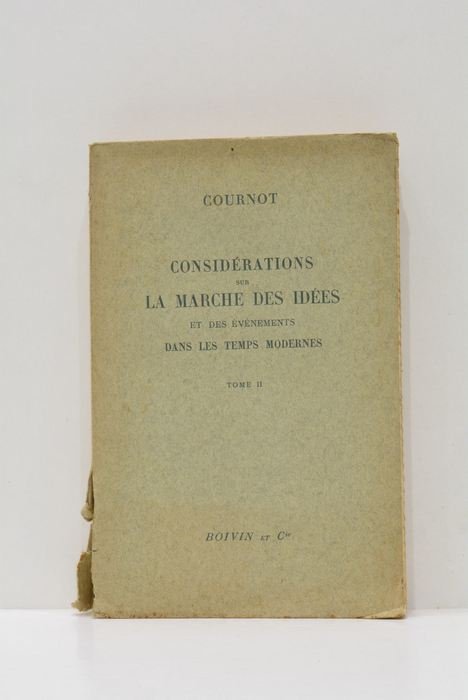 COURNOT
CONSIDÉRATIONS
SUR
LA MARCHE DES IDÉES
ET DES ÉVÉNEMENTS
DANS LES TEMPS MODERNES
TOME II
BOIVIN ET Cie